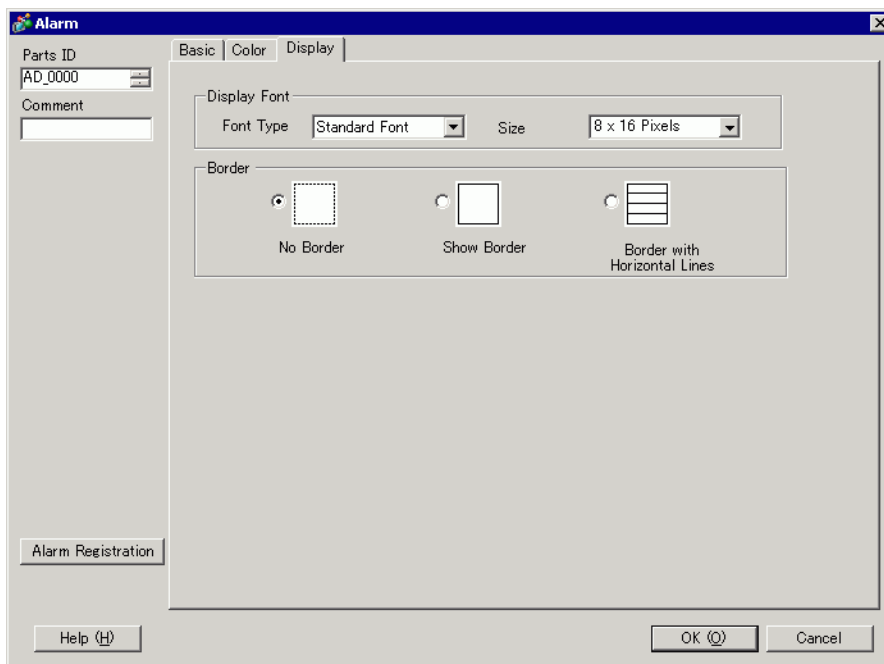 Alarm
Parts ID
AD_0000
Comment
Basic Color Display
Display Font
Font Type Standard Font Size 8 x 16 Pixels
Border
No Border Show Border Border with
Horizontal Lines
Alarm Registration
Help (H) OK (O) Cancel